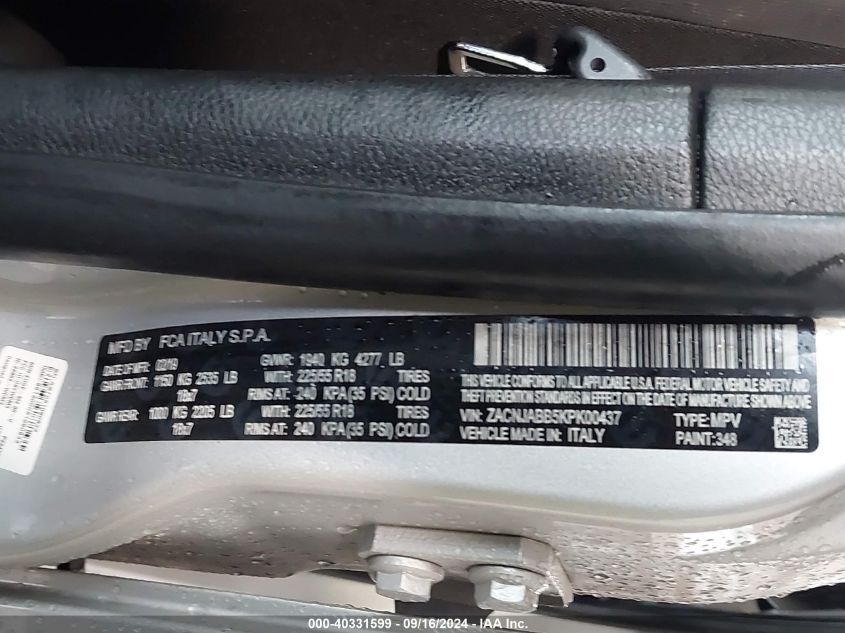 MFD BY FCA ITALY S.P.A.
DATE OF MFR: 02/19 GVWR: 1940 KG 4277 LB
GAWR FRONT: 1150 KG 2535 LB WITH: 225/55 R18 TIRES
18x7 RIMS AT: 240 KPA (35 PSI) COLD
GAWR REAR: 1000 KG 2205 LB WITH: 225/55 R18 TIRES
18x7 RIMS AT: 240 KPA (35 PSI) COLD
THIS VEHICLE CONFORMS TO ALL APPLICABLE U.S.A. FEDERAL MOTOR VEHICLE SAFETY, BUMPER, AND
THEFT PREVENTION STANDARDS IN EFFECT ON THE DATE OF MANUFACTURE SHOWN ABOVE
VIN: ZACNJABB5KPK00437 TYPE: MPV
VEHICLE MADE IN: ITALY PAINT: 348
000-40331599 - 09/16/2024 - IAA Inc.